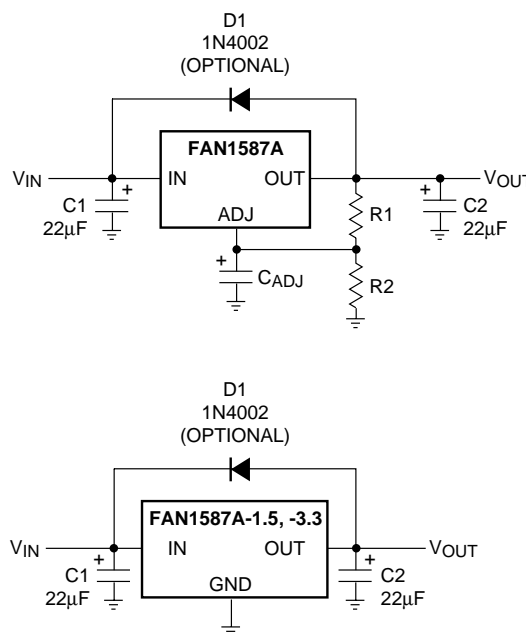 D1
1N4002
(OPTIONAL)
FAN1587A
VIN
IN
OUT
VOUT
+
C1
22μF
ADJ
R1
+
C2
22μF
+
CADJ
R2
D1
1N4002
(OPTIONAL)
FAN1587A-1.5, -3.3
VIN
IN
OUT
VOUT
+
C1
22μF
GND
+
C2
22μF